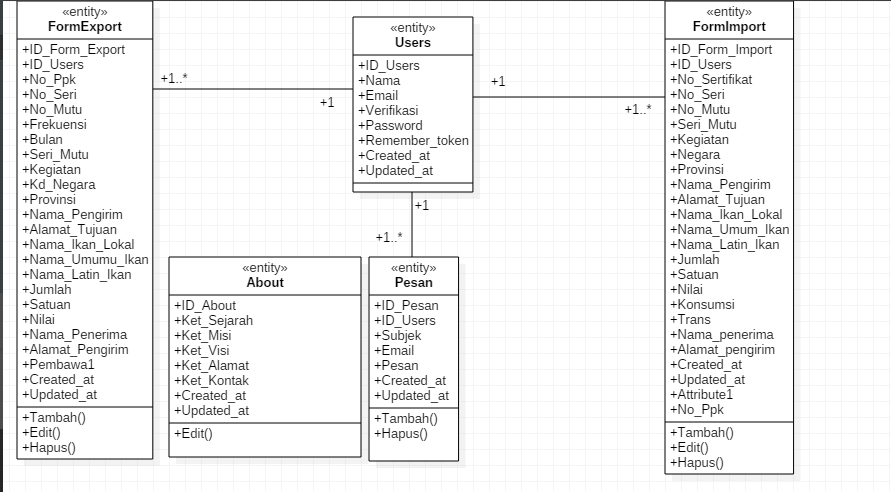 «entity»
FormExport
+ID_Form_Export
+ID_Users
+No_Ppk
+No_Seri
+No_Mutu
+Frekuensi
+Bulan
+Seri_Mutu
+Kegiatan
+Kd_Negara
+Provinsi
+Nama_Pengirim
+Alamat_Tujuan
+Nama_Ikan_Lokal
+Nama_Umumu_Ikan
+Nama_Latin_Ikan
+Jumlah
+Satuan
+Nilai
+Nama_Penerima
+Alamat_Pengirim
+Pembawa1
+Created_at
+Updated_at
+Tambah()
+Edit()
+Hapus()
+1..*
+1
«entity»
Users
+ID_Users
+Nama
+Email
+Verifikasi
+Password
+Remember_token
+Created_at
+Updated_at
+1
+1..*
+1
+1..*
«entity»
About
+ID_About
+Ket_Sejarah
+Ket_Misi
+Ket_Visi
+Ket_Alamat
+Ket_Kontak
+Created_at
+Updated_at
+Edit()
«entity»
Pesan
+ID_Pesan
+ID_Users
+Subjek
+Email
+Pesan
+Created_at
+Updated_at
+Tambah()
+Hapus()
«entity»
FormImport
+ID_Form_Import
+ID_Users
+No_Sertifikat
+No_Seri
+No_Mutu
+Seri_Mutu
+Kegiatan
+Negara
+Provinsi
+Nama_Pengirim
+Alamat_Tujuan
+Nama_Ikan_Lokal
+Nama_Umum_Ikan
+Nama_Latin_Ikan
+Jumlah
+Satuan
+Nilai
+Konsumsi
+Trans
+Nama_penerima
+Alamat_pengirim
+Created_at
+Updated_at
+Attribute1
+No_Ppk
+Tambah()
+Edit()
+Hapus()